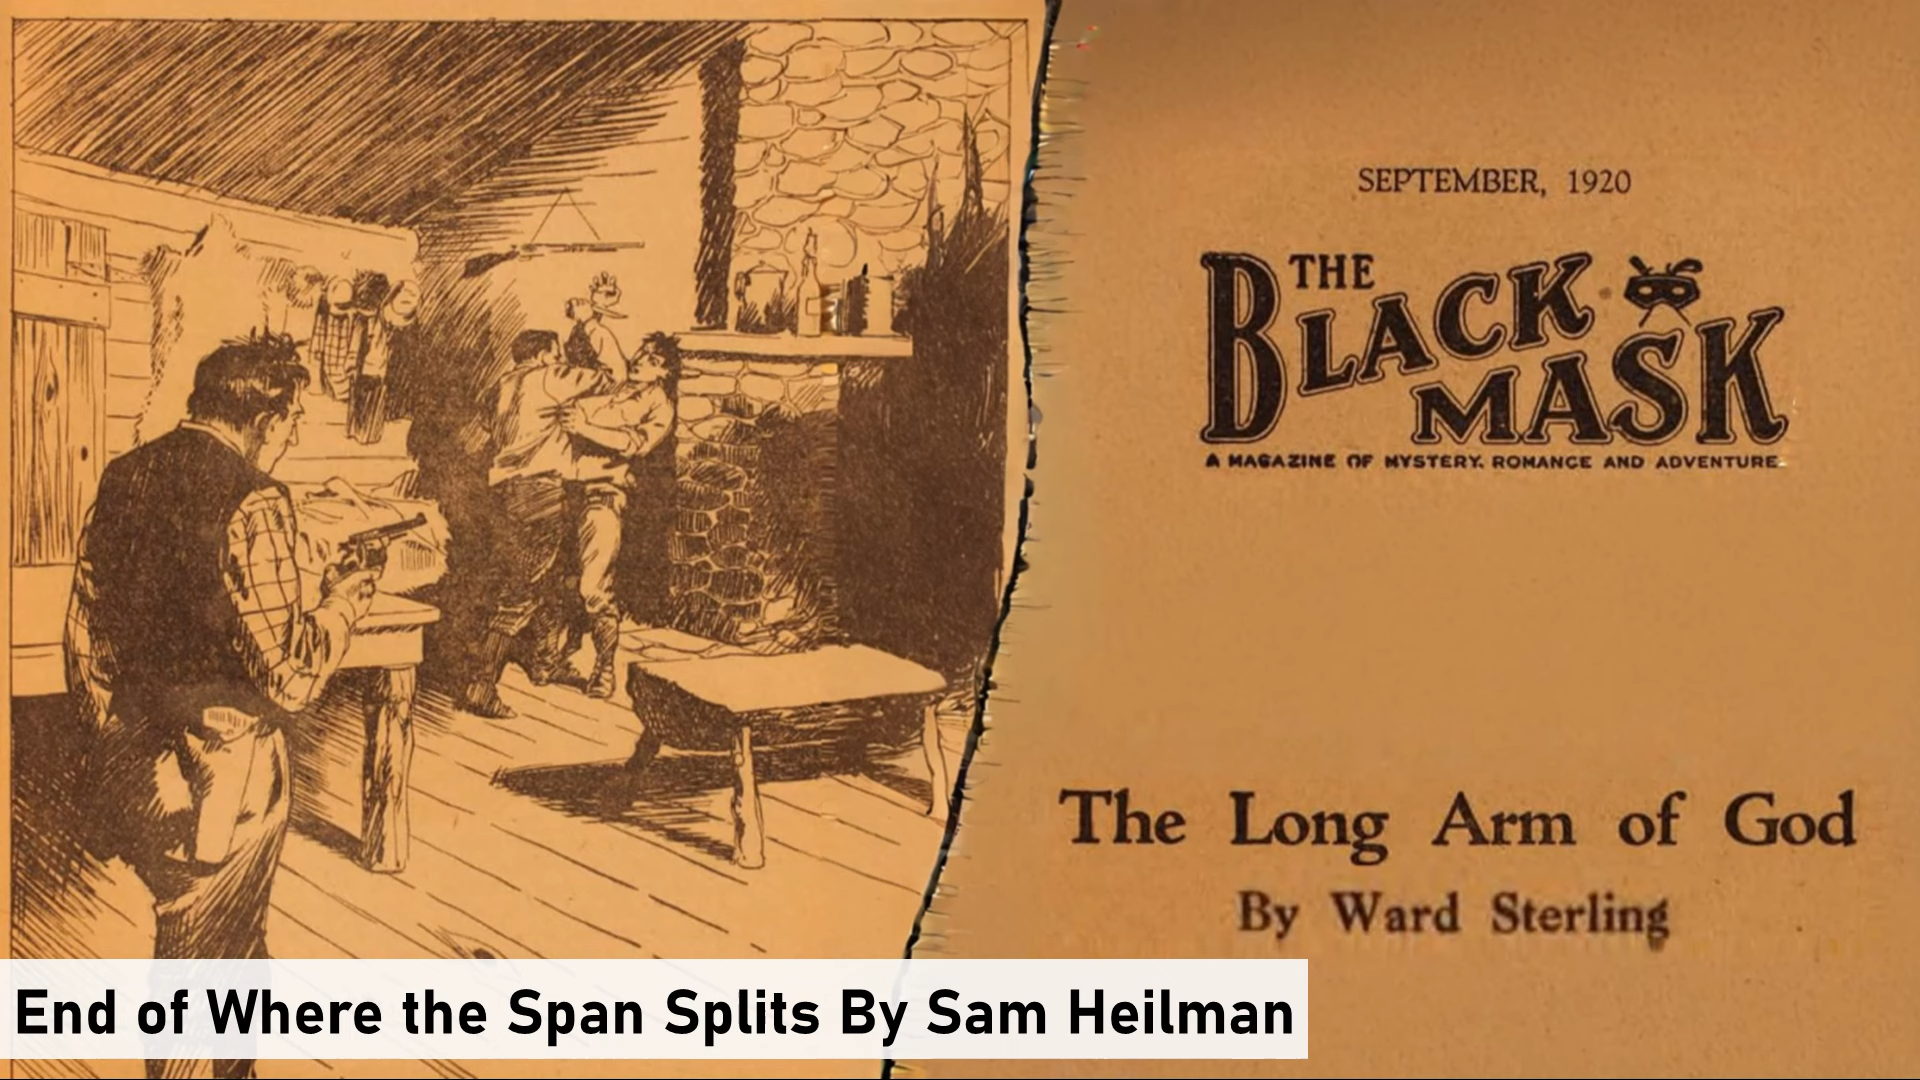 SEPTEMBER, 1920
THE
BLACK
MASK
A MAGAZINE OF MYSTERY, ROMANCE AND ADVENTURE
The Long Arm of God
By Ward Sterling
End of Where the Span Splits By Sam Heilman